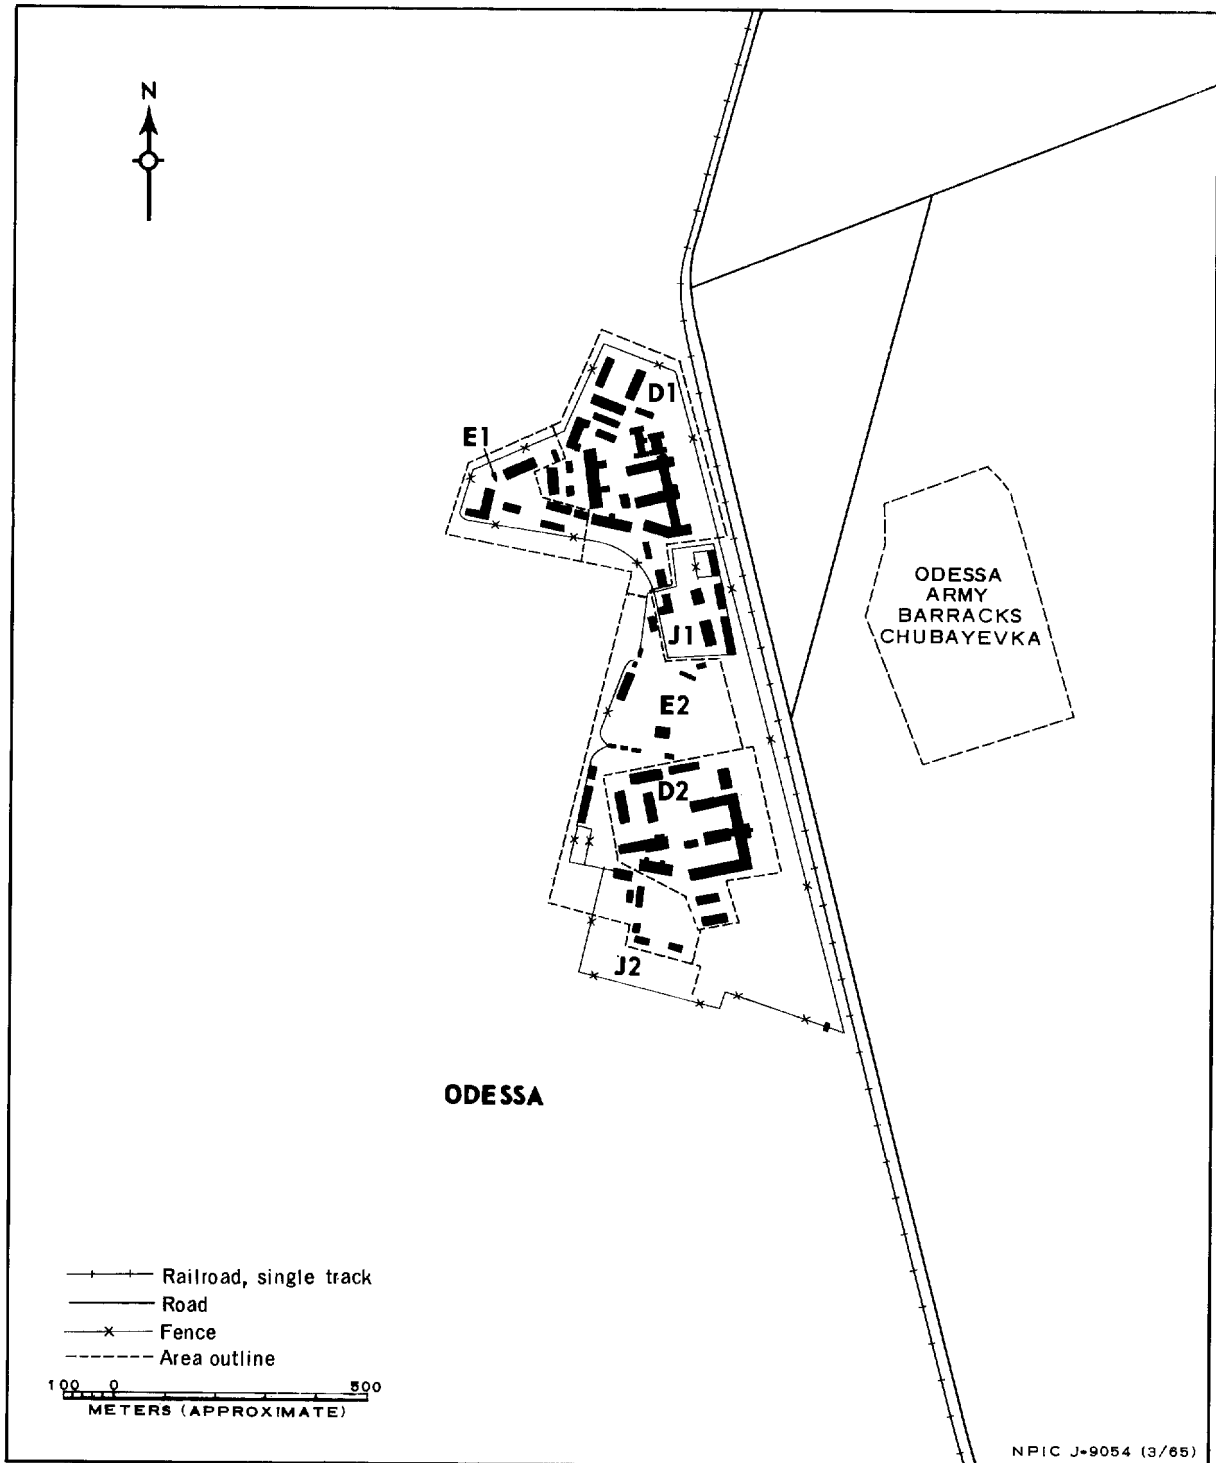 N
D1
E1
ODESSA
ARMY
BARRACKS
CHUBAYEVKA
J1
E2
D2
J2
ODESSA
Railroad, single track
Road
Fence
Area outline
100 0 500
METERS (APPROXIMATE)
NPIC J-9054 (3/65)